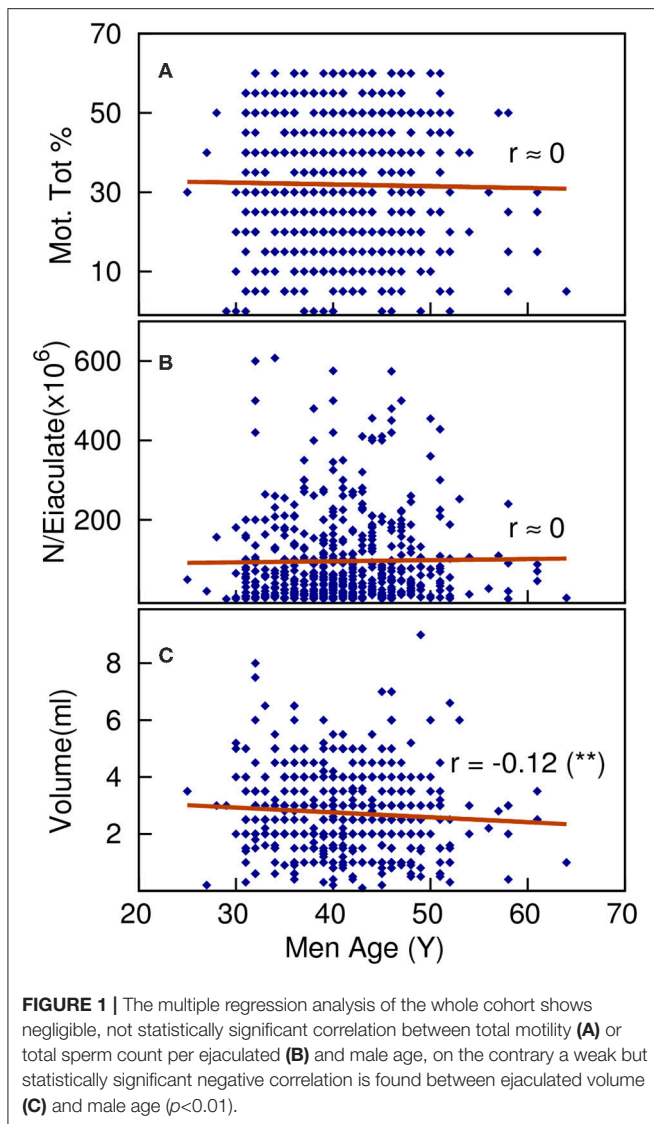 70
A
50
Mot. Tot %
r ≈ 0
30
10
B
600
N/Eiaculate(x10⁶)
400
r ≈ 0
200
C
8
Volume(ml)
6
r = -0.12 (**)
4
2
20 30 40 50 60 70
Men Age (Y)
FIGURE 1 | The multiple regression analysis of the whole cohort shows
negligible, not statistically significant correlation between total motility (A) or
total sperm count per ejaculated (B) and male age, on the contrary a weak but
statistically significant negative correlation is found between ejaculated volume
(C) and male age (p<0.01).